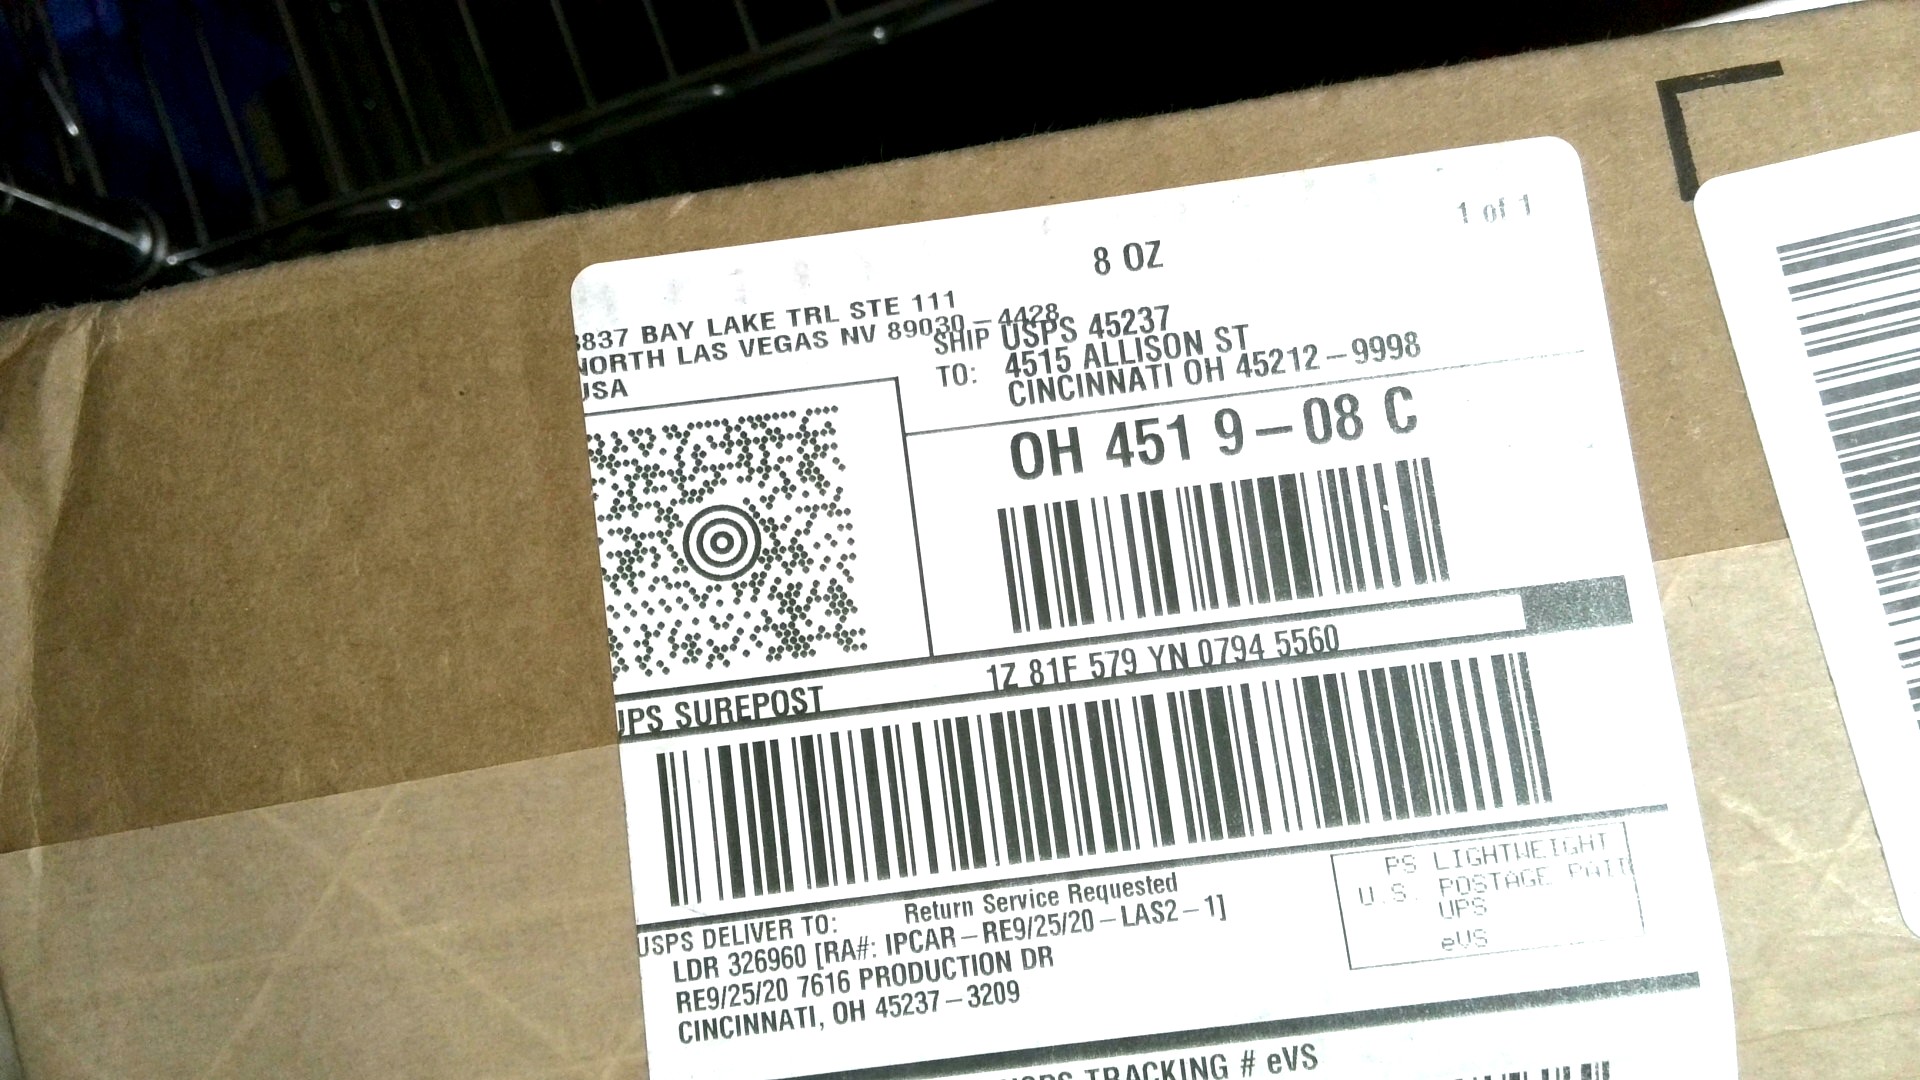 1 of 1
8 OZ
837 BAY LAKE TRL STE 111
NORTH LAS VEGAS NV 89030-4428
USA
SHIP TO:
USPS 45237
4515 ALLISON ST
CINCINNATI OH 45212-9998
OH 451 9-08 C
UPS SUREPOST
1Z 81F 579 YN 0794 5560
Return Service Requested
USPS DELIVER TO:
LDR 326960 [RA#: IPCAR-RE9/25/20-LAS2-1]
RE9/25/20 7616 PRODUCTION DR
CINCINNATI, OH 45237-3209
PS LIGHTWEIGHT
U.S. POSTAGE PAID
UPS
eVS
USPS TRACKING # eVS